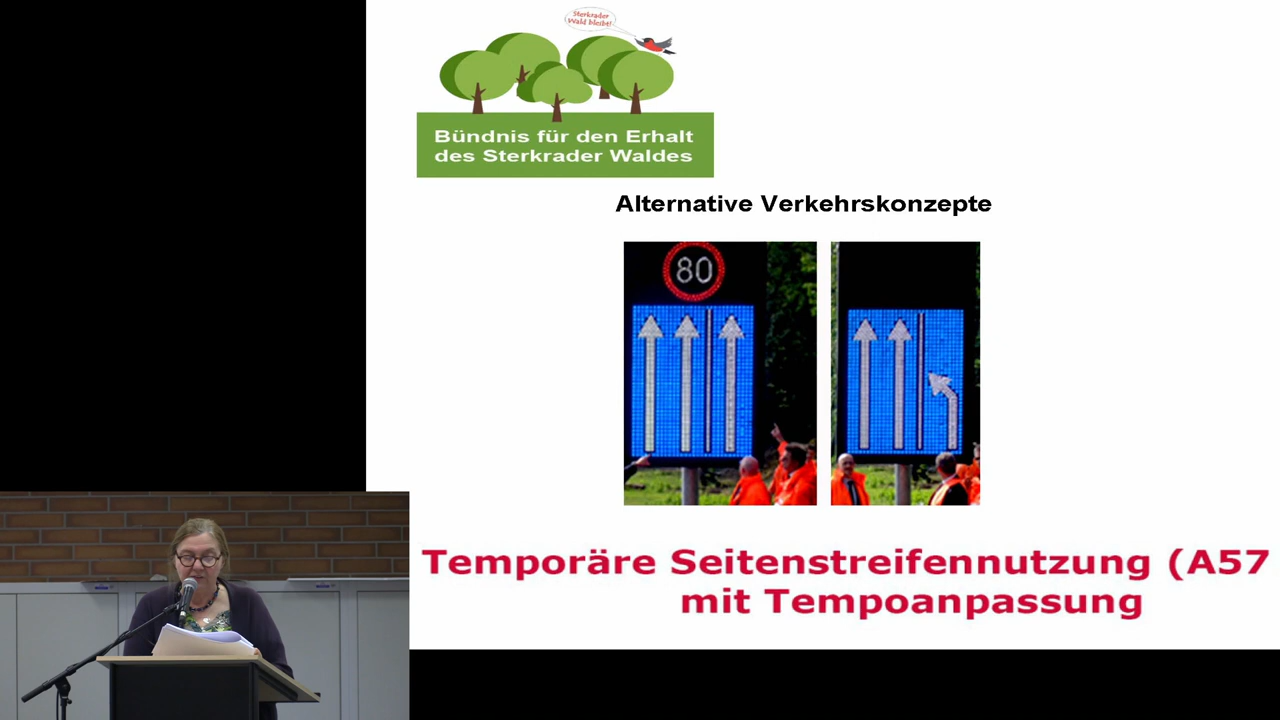 Sterkrader
Wald bleibt!
Bündnis für den Erhalt
des Sterkrader Waldes
Alternative Verkehrskonzepte
80
Temporäre Seitenstreifennutzung (A57
mit Tempoanpassung